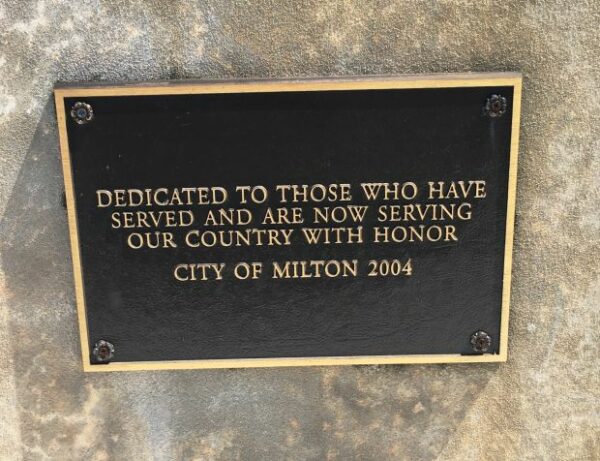 DEDICATED TO THOSE WHO HAVE
SERVED AND ARE NOW SERVING
OUR COUNTRY WITH HONOR
CITY OF MILTON 2004